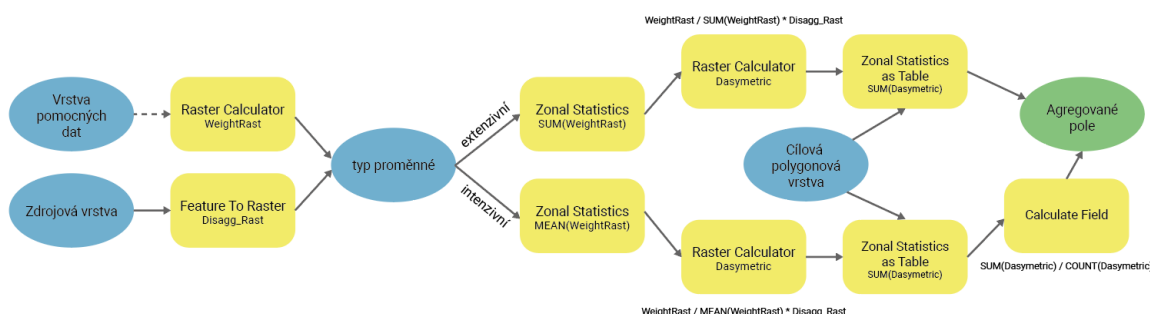 WeightRast / SUM(WeightRast) * Disagg_Rast
Vrstva
pomocných
dat
Raster Calculator
WeightRast
Zdrojová vrstva
Feature To Raster
Disagg_Rast
typ proměnné
extenzivní
intenzivní
Zonal Statistics
SUM(WeightRast)
Zonal Statistics
MEAN(WeightRast)
Raster Calculator
Dasymetric
Raster Calculator
Dasymetric
Zonal Statistics
as Table
SUM(Dasymetric)
Cílová
polygonová
vrstva
Zonal Statistics
as Table
SUM(Dasymetric)
Agregované
pole
Calculate Field
SUM(Dasymetric) / COUNT(Dasymetric)
WeightRast / MEAN(WeightRast) * Disagg_Rast